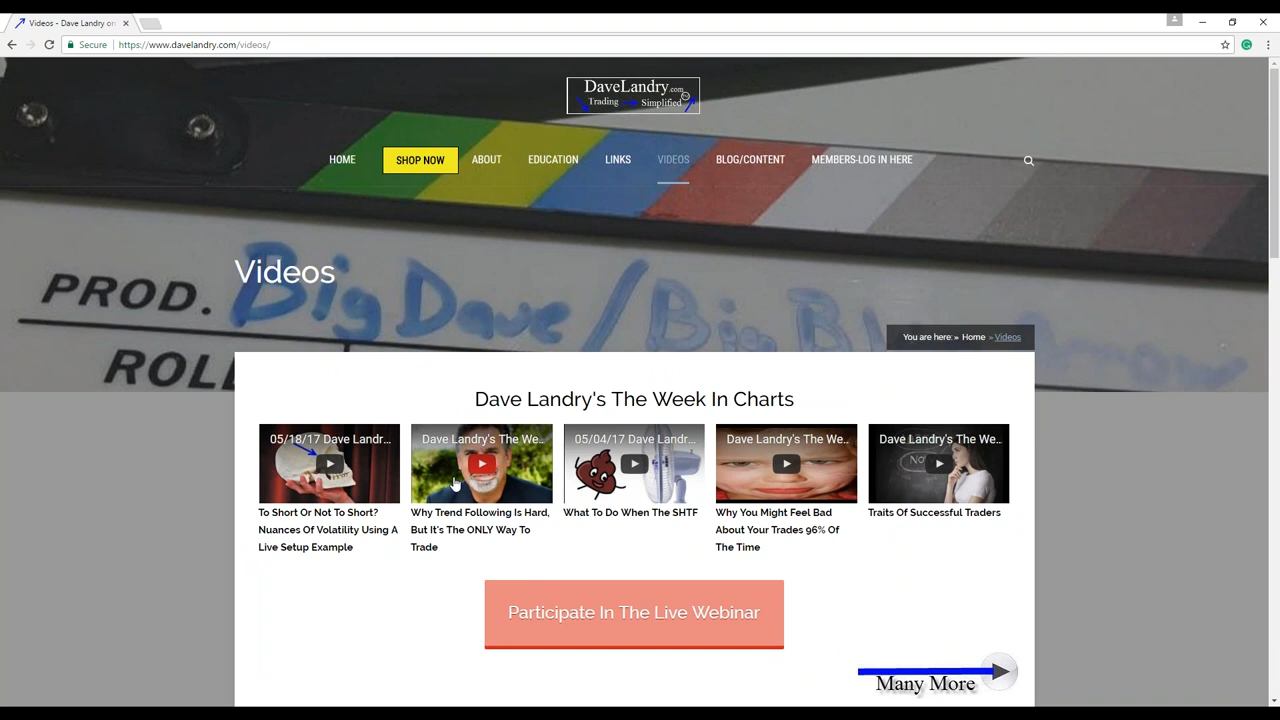 Videos - Dave Landry on
Secure
https://www.davelandry.com/videos/
DaveLandry.com
Trading Simplified
HOME
SHOP NOW
ABOUT
EDUCATION
LINKS
VIDEOS
BLOG/CONTENT
MEMBERS-LOG IN HERE
Videos
PROD. Big Dave/Big Blue Arrow
ROLL
You are here: » Home » Videos
Dave Landry's The Week In Charts
05/18/17 Dave Landr...
Dave Landry's The We...
05/04/17 Dave Landr...
Dave Landry's The We...
Dave Landry's The We...
NO
To Short Or Not To Short?
Nuances Of Volatility Using A
Live Setup Example
Why Trend Following Is Hard,
But It's The ONLY Way To
Trade
What To Do When The SHTF
Why You Might Feel Bad
About Your Trades 96% Of
The Time
Traits Of Successful Traders
Participate In The Live Webinar
Many More